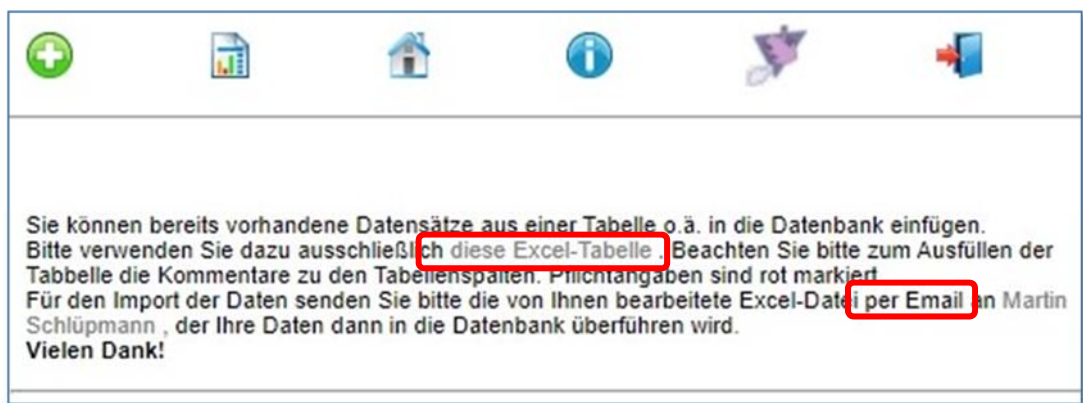 Sie können bereits vorhandene Datensätze aus einer Tabelle o.ä. in die Datenbank einfügen.
Bitte verwenden Sie dazu ausschließlich diese Excel-Tabelle . Beachten Sie bitte zum Ausfüllen der
Tabbelle die Kommentare zu den Tabellenspalten. Pflichtangaben sind rot markiert
Für den Import der Daten senden Sie bitte die von Ihnen bearbeitete Excel-Datei per Email an Martin
Schlüpmann , der Ihre Daten dann in die Datenbank überführen wird.
Vielen Dank!